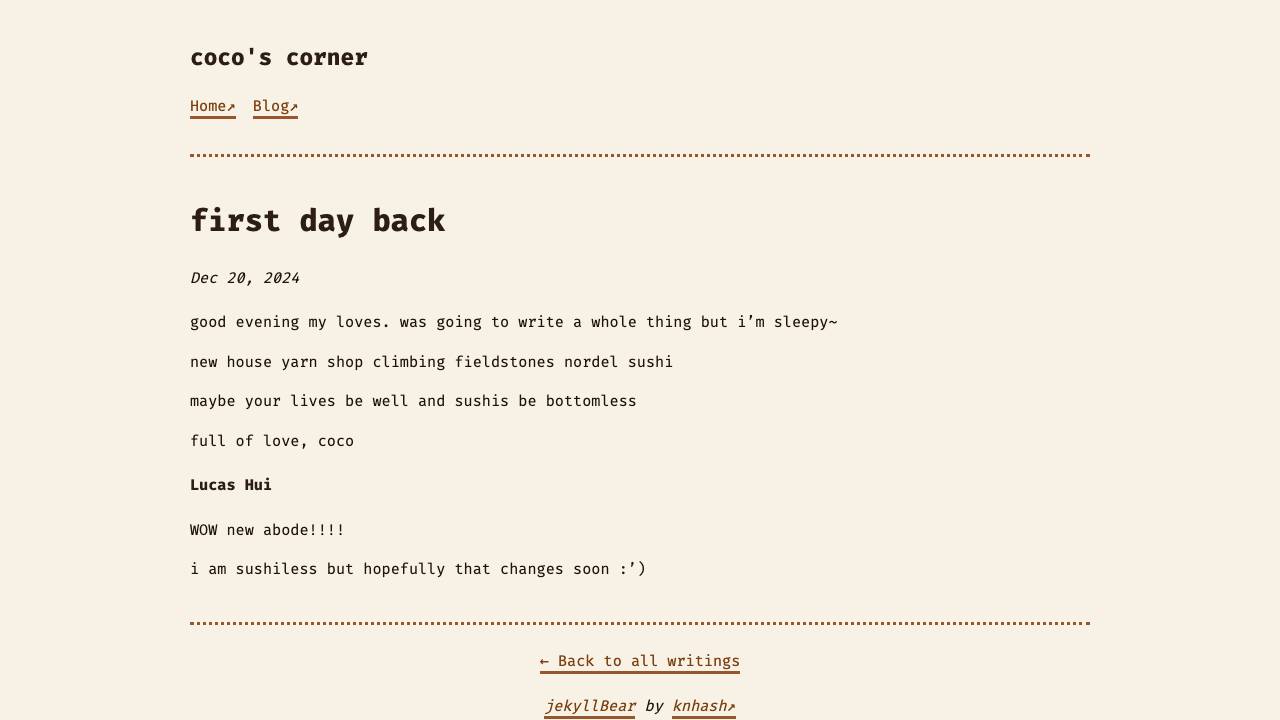 coco's corner
Home↗ Blog↗
first day back
Dec 20, 2024
good evening my loves. was going to write a whole thing but i’m sleepy~
new house yarn shop climbing fieldstones nordel sushi
maybe your lives be well and sushis be bottomless
full of love, coco
Lucas Hui
WOW new abode!!!!
i am sushiless but hopefully that changes soon :’)
← Back to all writings
jekyllBear by knhash↗